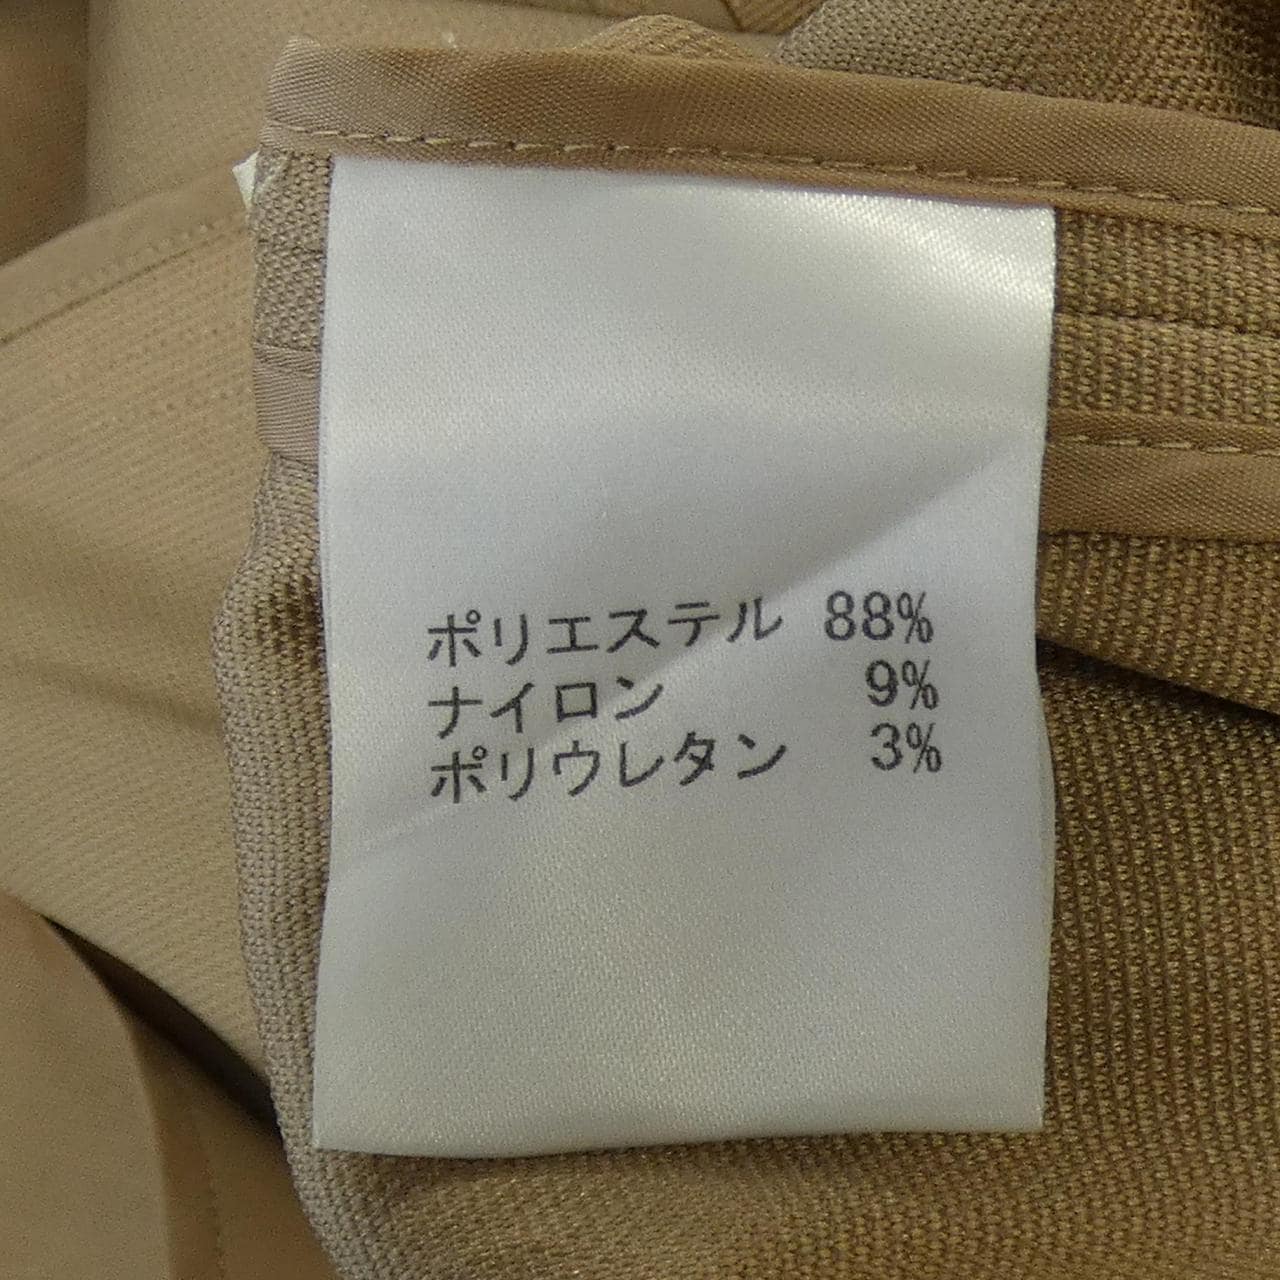 ポリエステル 88%
ナイロン 9%
ポリウレタン 3%